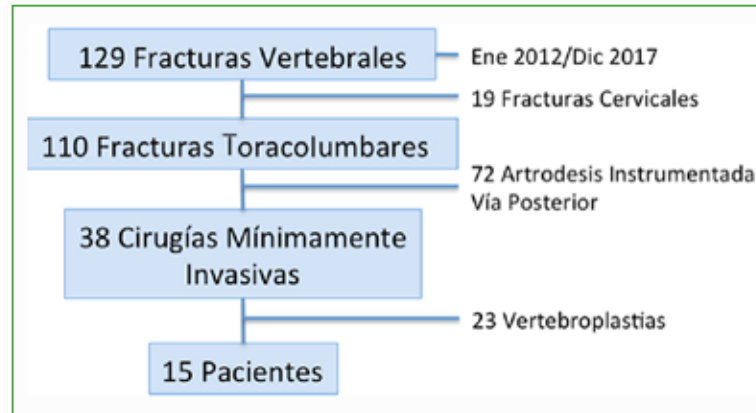 129 Fracturas Vertebrales
Ene 2012/Dic 2017
19 Fracturas Cervicales
110 Fracturas Toracolumbares
72 Artrodesis Instrumentada
Vía Posterior
38 Cirugías Mínimamente
Invasivas
23 Vertebroplastias
15 Pacientes